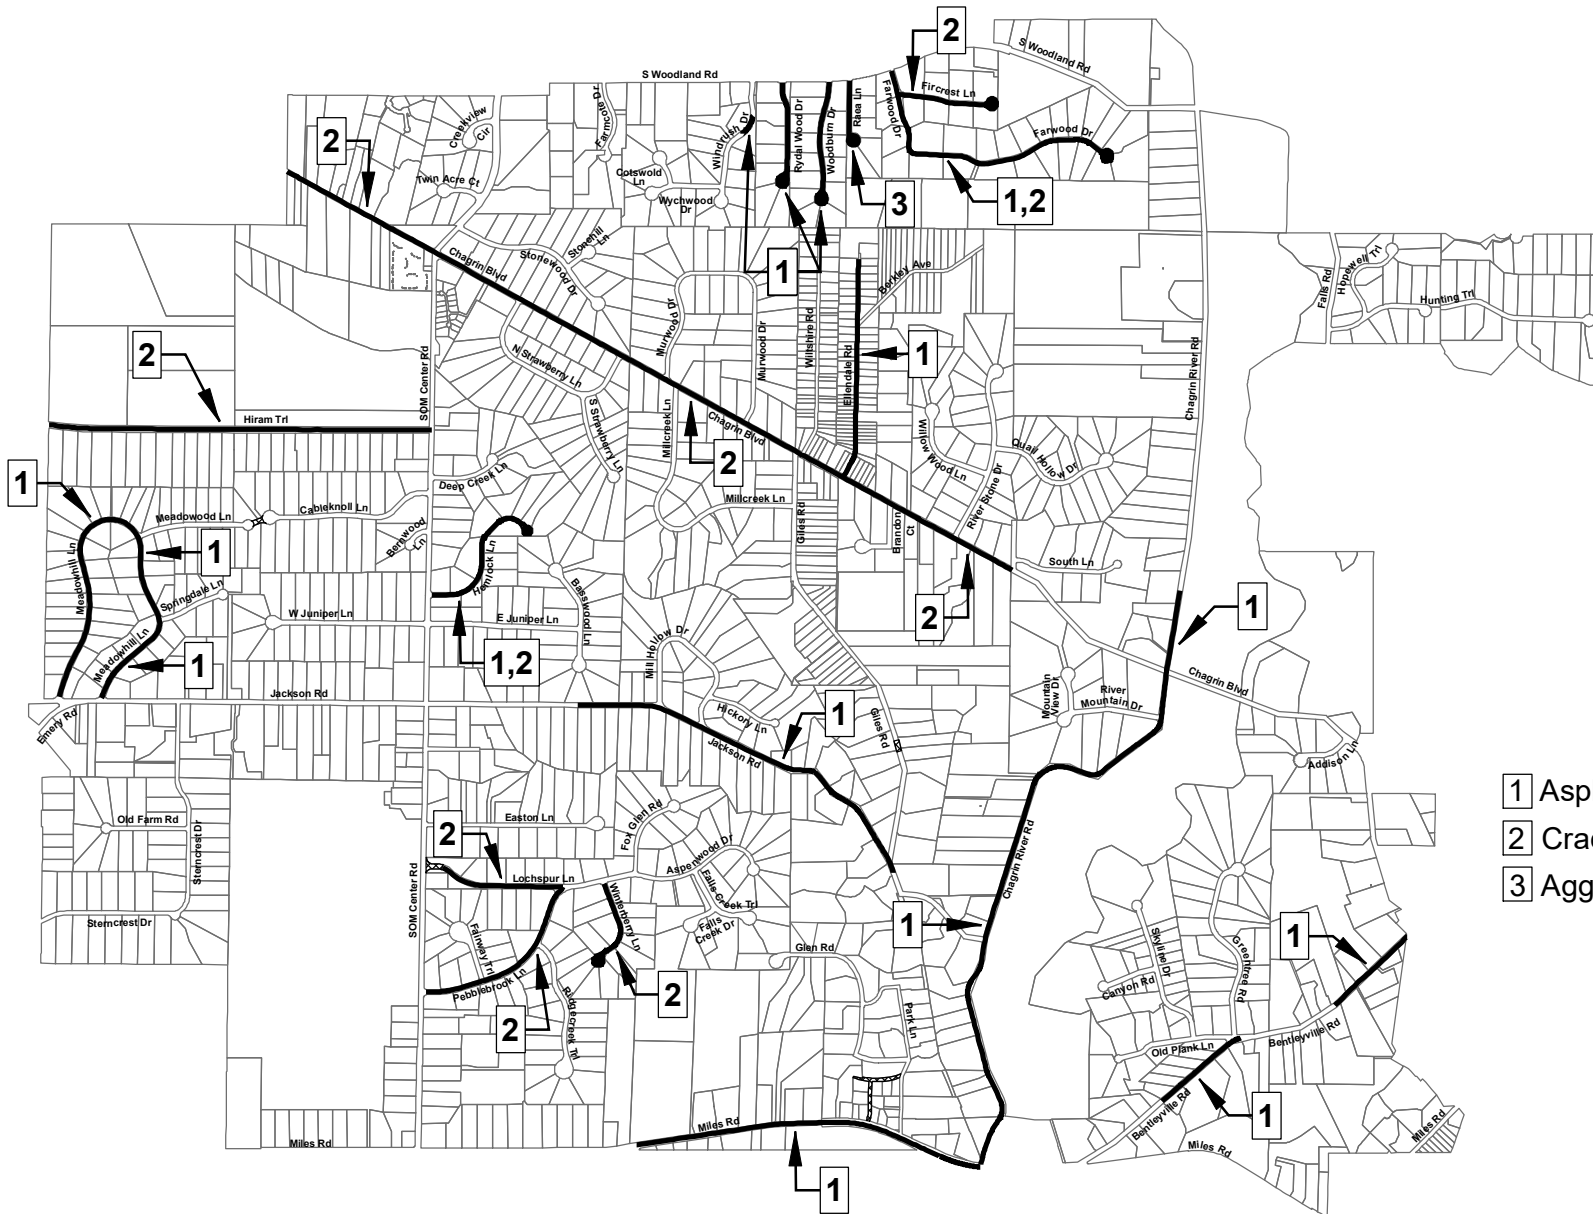 2
S Woodland Rd
S Woodland Rd
Fircrest Ln
Farwood Dr
Farwood Dr
Raea Ln
Woodburn Dr
Rydal Wood Dr
Windrush Dr
Farmcote Dr
Creekview Cir
2
Twin Acre Ct
Cotswold
Ln
Wychwood
Dr
3
1,2
1
Stonehill
Ln
Stonewood Dr
Chagrin Blvd
Berkley Ave
Falls Rd
Hopewell Trl
Hunting Trl
Murwood Dr
Murwood Dr
Wiltshire Rd
Ellendale Rd
1
2
N Strawberry Ln
S Strawberry Ln
SOM Center Rd
Chagrin River Rd
Hiram Trl
Millcreek Ln
Chagrin Blvd
2
Willow Wood Ln
Quail Hollow Dr
River Stone Dr
1
Deep Creek Ln
Millcreek Ln
Giles Rd
Brandon
Ct
Meadowood Ln
Cableknoll Ln
Bernwood
Ln
1
Hemlock Ln
South Ln
Meadowhill Ln
Springdale Ln
Basswood Ln
2
1
W Juniper Ln
E Juniper Ln
Meadowhill Ln
1
1,2
Mill Hollow Dr
Jackson Rd
Emery Rd
Hickory Ln
Jackson Rd
1
Giles Rd
Mountain
View Dr
River
Mountain Dr
Chagrin Blvd
Addison Ln
1 Asp
2 Crac
3 Agg
Old Farm Rd
Sterncrest Dr
Sterncrest Dr
2
Easton Ln
Fox Glen Rd
Aspenwood Dr
Lochspur Ln
Falls Creek Trl
Falls
Creek Dr
Winterberry Ln
SOM Center Rd
Fairway Trl
Pebblebrook Ln
Ridgecreek Trl
2
2
Glen Rd
Park Ln
1
Chagrin River Rd
Skyline Dr
Canyon Rd
Greentree Rd
1
Bentleyville Rd
Old Plank Ln
Bentleyville Rd
1
Miles Rd
Miles Rd
Miles Rd
Miles Rd
1